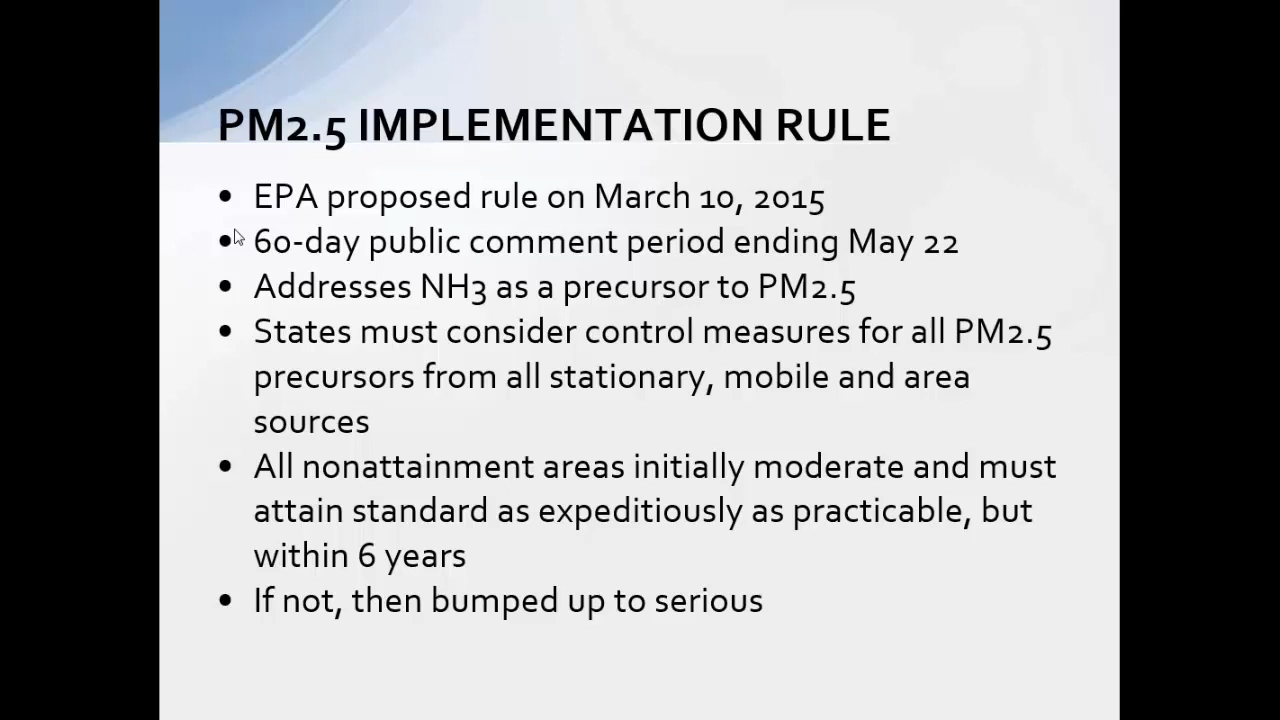 PM2.5 IMPLEMENTATION RULE
• EPA proposed rule on March 10, 2015
• 60-day public comment period ending May 22
• Addresses NH3 as a precursor to PM2.5
• States must consider control measures for all PM2.5
precursors from all stationary, mobile and area
sources
• All nonattainment areas initially moderate and must
attain standard as expeditiously as practicable, but
within 6 years
• If not, then bumped up to serious